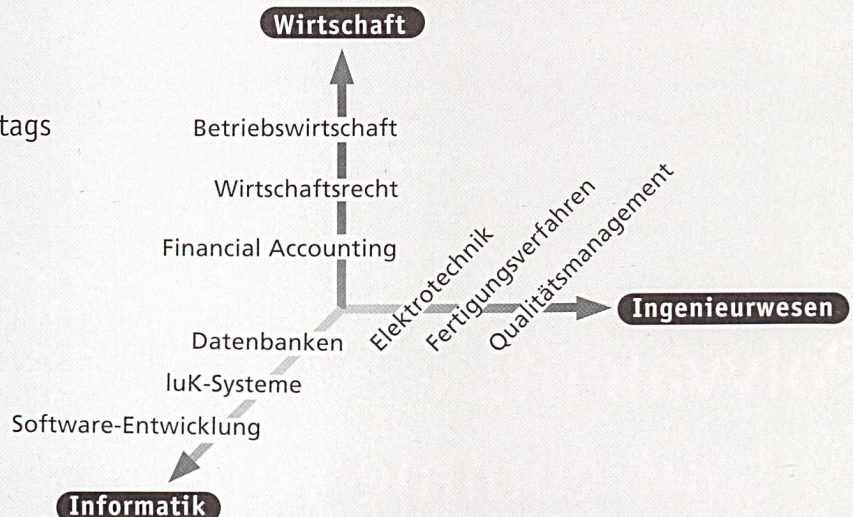 Wirtschaft
tags
Betriebswirtschaft
Wirtschaftsrecht
Financial Accounting
Elektrotechnik
Fertigungsverfahren
Qualitätsmanagement
Ingenieurwesen
Datenbanken
IuK-Systeme
Software-Entwicklung
Informatik